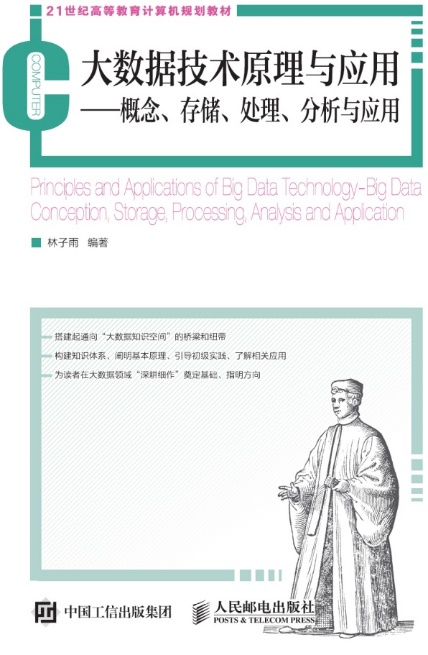 21世纪高等教育计算机规划教材
COMPUTER
大数据技术原理与应用
——概念、存储、处理、分析与应用
Principles and Applications of Big Data Technology-Big Data
Conception, Storage, Processing, Analysis and Application
林子雨 编著
搭建起通向“大数据知识空间”的桥梁和纽带
构建知识体系、阐明基本原理、引导初级实践、了解相关应用
为读者在大数据领域“深耕细作”奠定基础、指明方向
中国工信出版集团
人民邮电出版社
POSTS & TELECOM PRESS